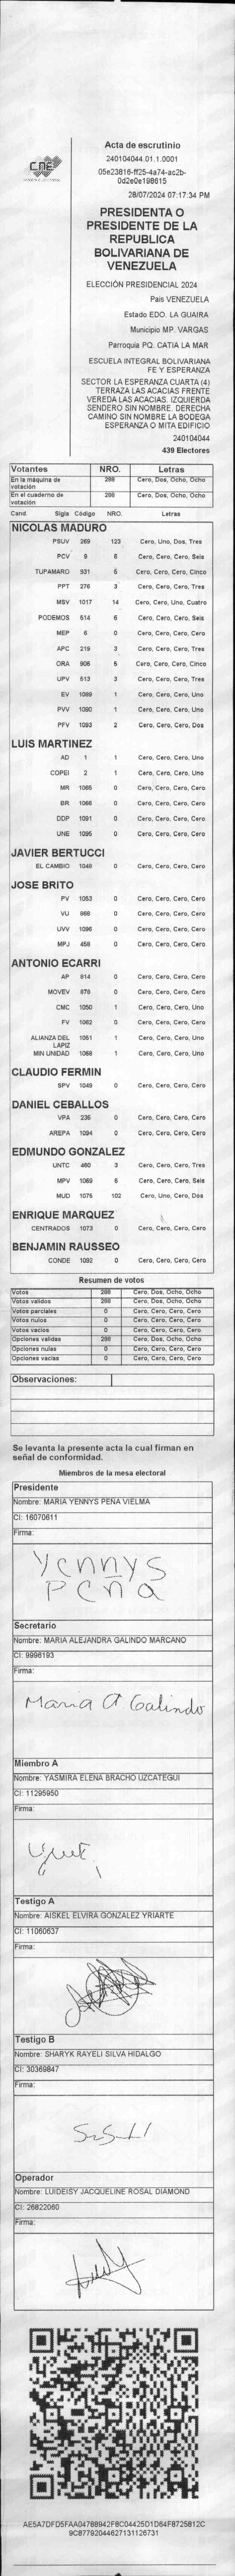 CNE
Acta de escrutinio
240104044.01.1.0001
05e23816-ff25-4a74-ac2b-
0d2e0e198615
28/07/2024 07:17:34 PM
PRESIDENTA O
PRESIDENTE DE LA
REPUBLICA
BOLIVARIANA DE
VENEZUELA
ELECCIÓN PRESIDENCIAL 2024
País VENEZUELA
Estado EDO. LA GUAIRA
Municipio MP. VARGAS
Parroquia PQ. CATIA LA MAR
ESCUELA INTEGRAL BOLIVARIANA
FE Y ESPERANZA
SECTOR LA ESPERANZA CUARTA (4)
TERRAZA LAS ACACIAS FRENTE
VEREDA LAS ACACIAS. IZQUIERDA
SENDERO SIN NOMBRE. DERECHA
CAMINO SIN NOMBRE LA BODEGA
ESPERANZA O MITA EDIFICIO
240104044
439 Electores
Votantes NRO. Letras
En la máquina de votación 288 Cero, Dos, Ocho, Ocho
En el cuaderno de votación 288 Cero, Dos, Ocho, Ocho
Cand. Sigla Código NRO. Letras
NICOLAS MADURO
PSUV 269 123 Cero, Uno, Dos, Tres
PCV 9 6 Cero, Cero, Cero, Seis
TUPAMARO 931 5 Cero, Cero, Cero, Cinco
PPT 276 3 Cero, Cero, Cero, Tres
MSV 1017 14 Cero, Cero, Uno, Cuatro
PODEMOS 514 6 Cero, Cero, Cero, Seis
MEP 6 0 Cero, Cero, Cero, Cero
APC 219 3 Cero, Cero, Cero, Tres
ORA 906 5 Cero, Cero, Cero, Cinco
UPV 513 3 Cero, Cero, Cero, Tres
EV 1089 1 Cero, Cero, Cero, Uno
PVV 1090 1 Cero, Cero, Cero, Uno
PFV 1093 2 Cero, Cero, Cero, Dos
LUIS MARTINEZ
AD 1 1 Cero, Cero, Cero, Uno
COPEI 2 1 Cero, Cero, Cero, Uno
MR 1065 0 Cero, Cero, Cero, Cero
BR 1066 0 Cero, Cero, Cero, Cero
DDP 1091 0 Cero, Cero, Cero, Cero
UNE 1095 0 Cero, Cero, Cero, Cero
JAVIER BERTUCCI
EL CAMBIO 1048 0 Cero, Cero, Cero, Cero
JOSE BRITO
PV 1053 0 Cero, Cero, Cero, Cero
VU 968 0 Cero, Cero, Cero, Cero
UVV 1096 0 Cero, Cero, Cero, Cero
MPJ 458 0 Cero, Cero, Cero, Cero
ANTONIO ECARRI
AP 814 0 Cero, Cero, Cero, Cero
MOVEV 878 0 Cero, Cero, Cero, Cero
CMC 1050 1 Cero, Cero, Cero, Uno
FV 1062 0 Cero, Cero, Cero, Cero
ALIANZA DEL LAPIZ 1051 1 Cero, Cero, Cero, Uno
MIN UNIDAD 1068 1 Cero, Cero, Cero, Uno
CLAUDIO FERMIN
SPV 1049 0 Cero, Cero, Cero, Cero
DANIEL CEBALLOS
VPA 236 0 Cero, Cero, Cero, Cero
AREPA 1094 0 Cero, Cero, Cero, Cero
EDMUNDO GONZALEZ
UNTC 460 3 Cero, Cero, Cero, Tres
MPV 1069 6 Cero, Cero, Cero, Seis
MUD 1075 102 Cero, Uno, Cero, Dos
ENRIQUE MARQUEZ
CENTRADOS 1073 0 Cero, Cero, Cero, Cero
BENJAMIN RAUSSEO
CONDE 1092 0 Cero, Cero, Cero, Cero
Resumen de votos
Votos 288 Cero, Dos, Ocho, Ocho
Votos validos 288 Cero, Dos, Ocho, Ocho
Votos parciales 0 Cero, Cero, Cero, Cero
Votos nulos 0 Cero, Cero, Cero, Cero
Votos vacios 0 Cero, Cero, Cero, Cero
Opciones validas 288 Cero, Dos, Ocho, Ocho
Opciones nulas 0 Cero, Cero, Cero, Cero
Opciones vacias 0 Cero, Cero, Cero, Cero
Observaciones:
Se levanta la presente acta la cual firman en
señal de conformidad.
Miembros de la mesa electoral
Presidente
Nombre: MARIA YENNYS PEÑA VIELMA
CI: 16070611
Firma:
Yennys
Peña
Secretario
Nombre: MARIA ALEJANDRA GALINDO MARCANO
CI: 9996193
Firma:
Maria A Galindo
Miembro A
Nombre: YASMIRA ELENA BRACHO UZCATEGUI
CI: 11295950
Firma:
Testigo A
Nombre: AISKEL ELVIRA GONZALEZ YRIARTE
CI: 11060637
Firma:
Testigo B
Nombre: SHARYK RAYELI SILVA HIDALGO
CI: 30369847
Firma:
Operador
Nombre: LUIDEISY JACQUELINE ROSAL DIAMOND
CI: 26822060
Firma:
AE5A7DFD5FAA04788942F8C04425D1D84F8725812C
9C87792044627131126731